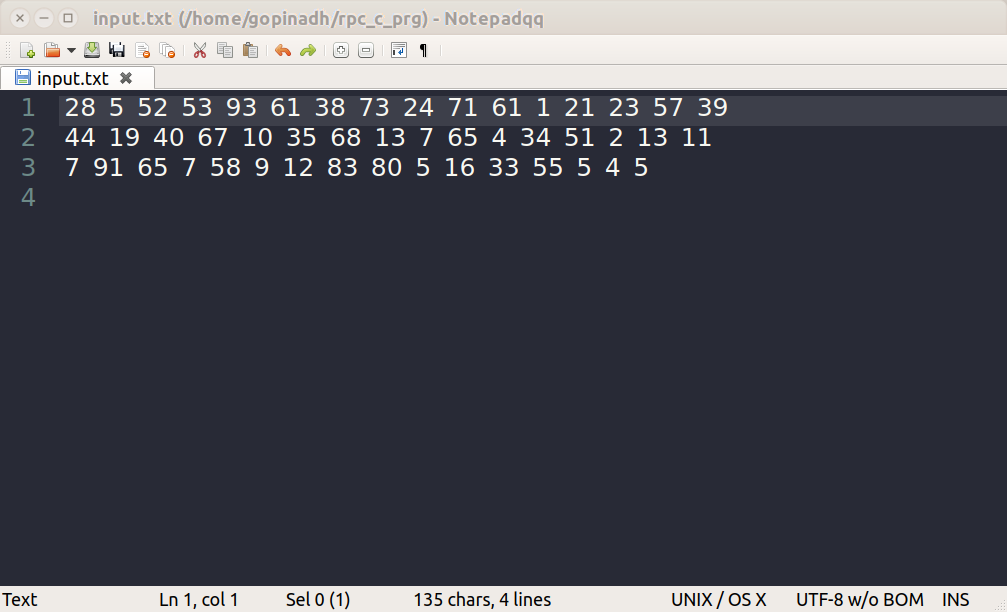 input.txt (/home/gopinadh/rpc_c_prg) - Notepadqq
input.txt
1 28 5 52 53 93 61 38 73 24 71 61 1 21 23 57 39
2 44 19 40 67 10 35 68 13 7 65 4 34 51 2 13 11
3 7 91 65 7 58 9 12 83 80 5 16 33 55 5 4 5
4
Text Ln 1, col 1 Sel 0 (1) 135 chars, 4 lines UNIX / OS X UTF-8 w/o BOM INS